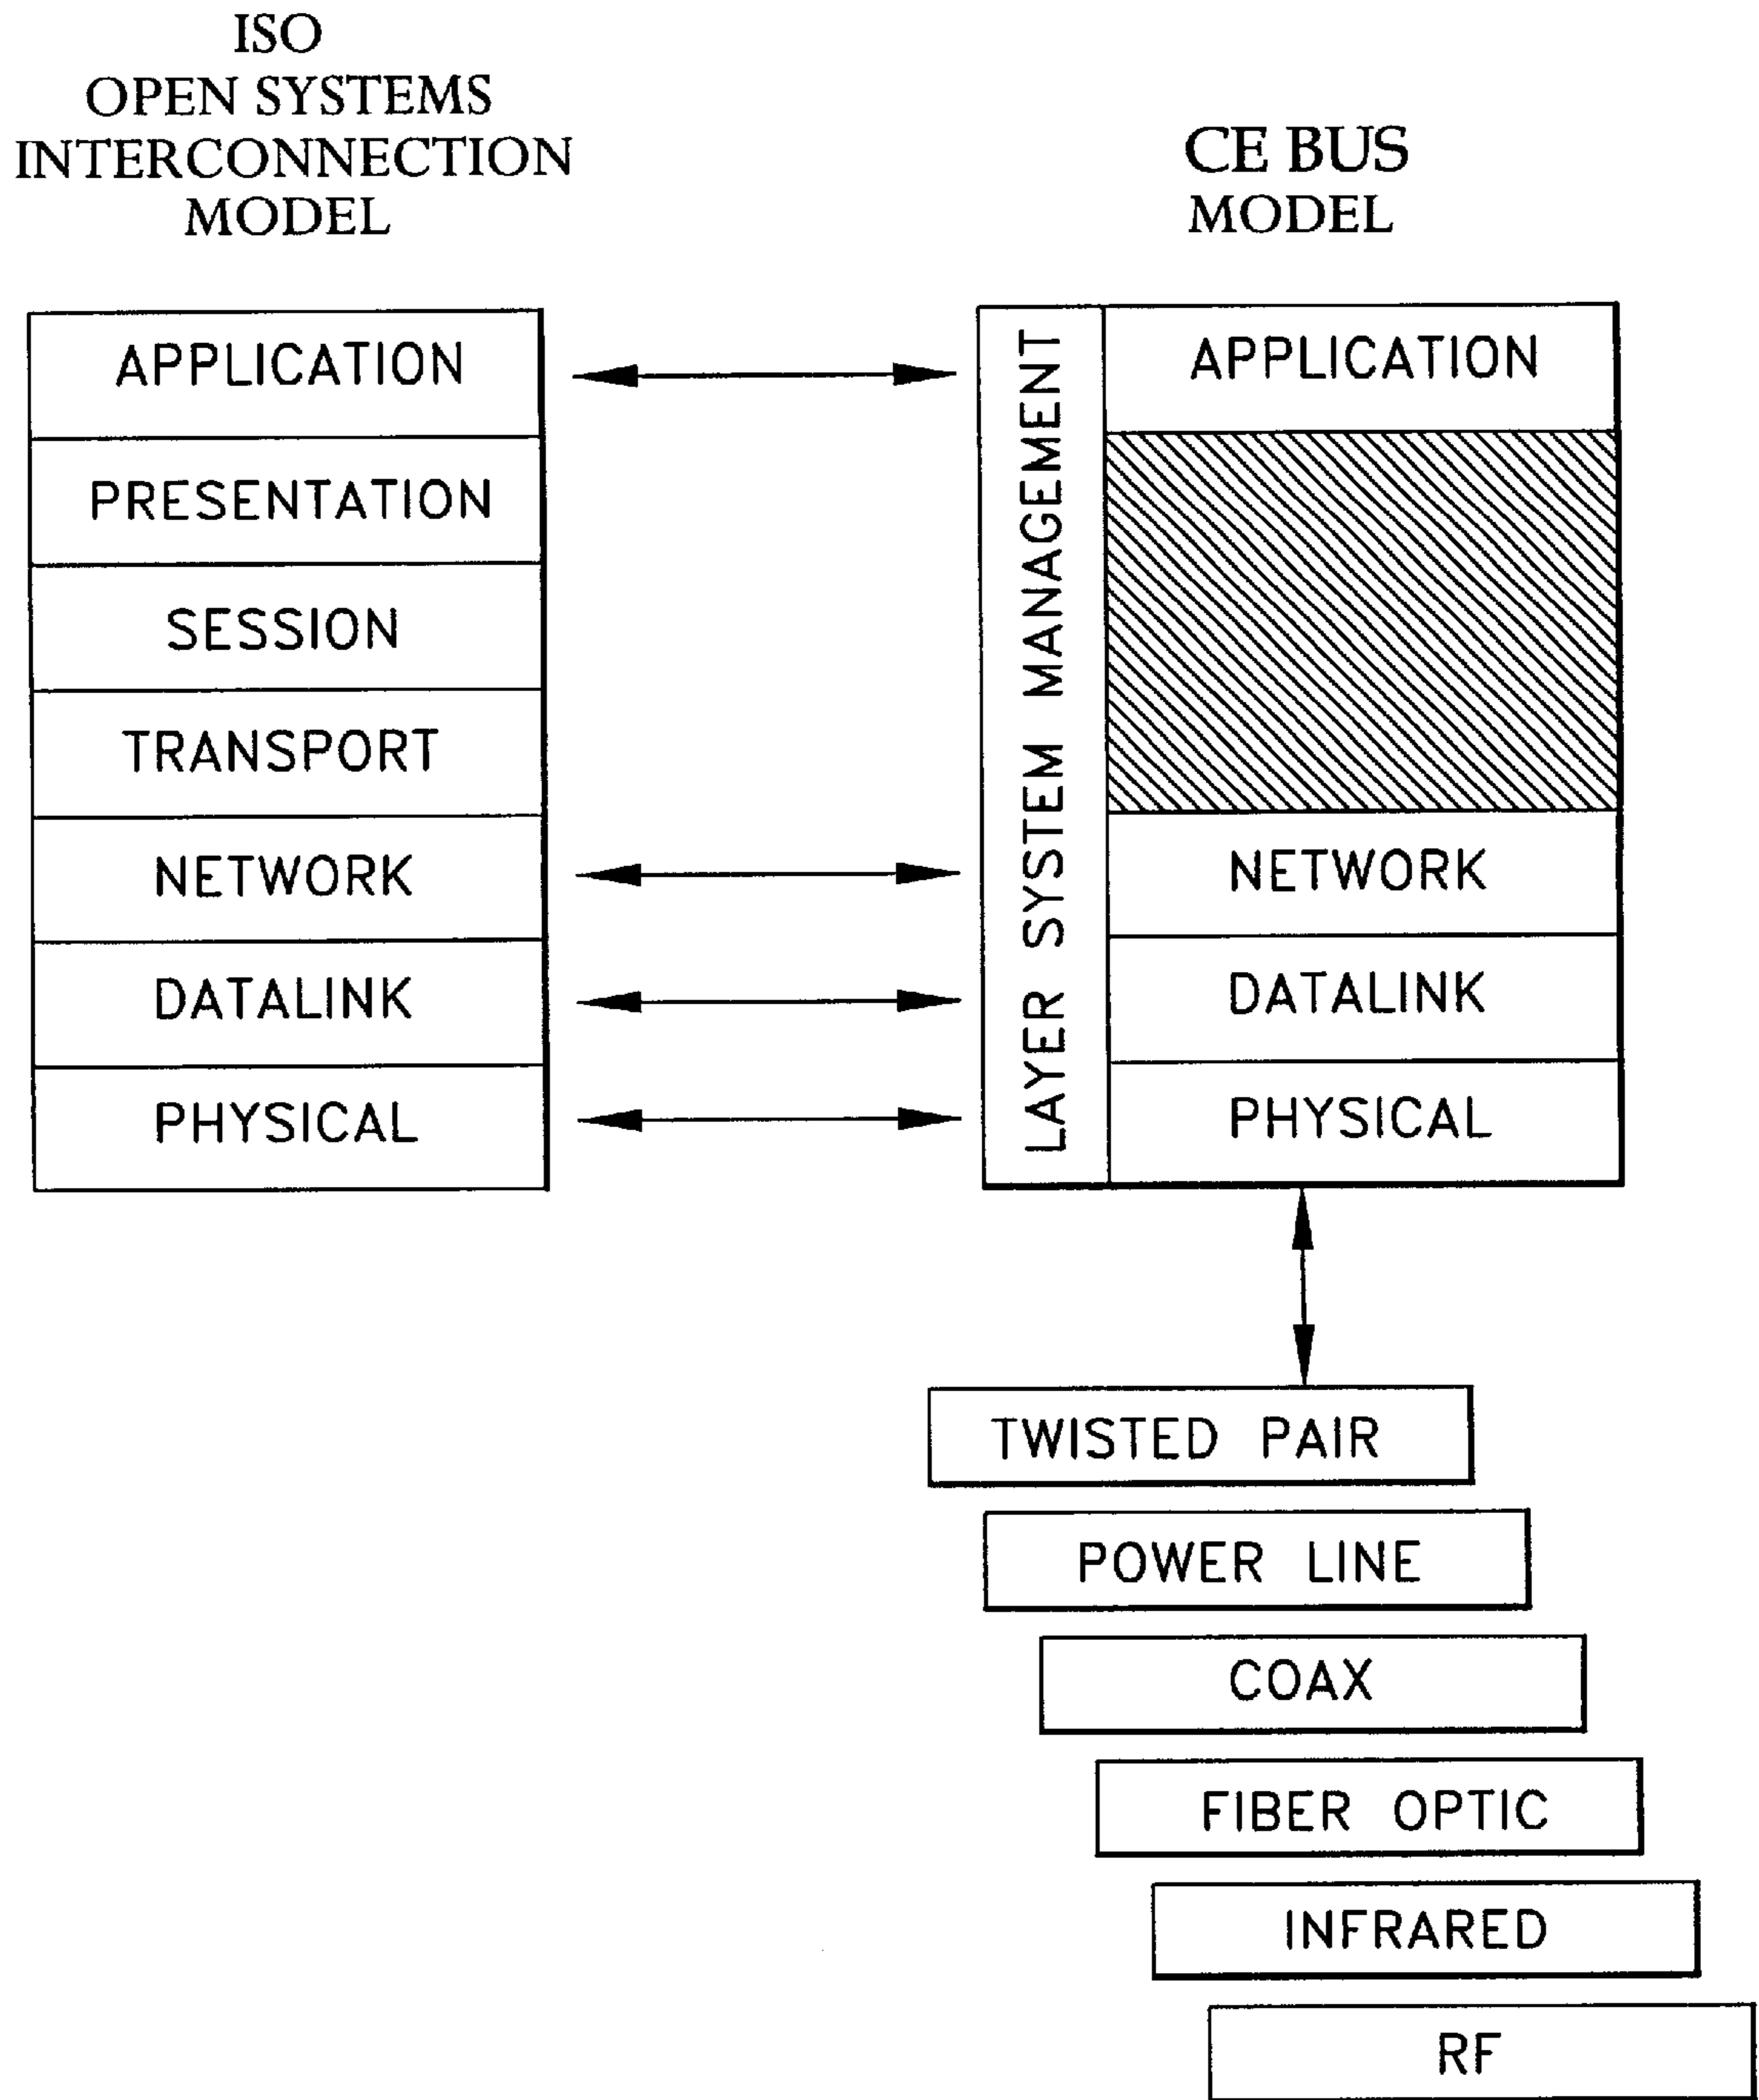 ISO
OPEN SYSTEMS
INTERCONNECTION
MODEL
APPLICATION
PRESENTATION
SESSION
TRANSPORT
NETWORK
DATALINK
PHYSICAL
CE BUS
MODEL
LAYER SYSTEM MANAGEMENT
APPLICATION
NETWORK
DATALINK
PHYSICAL
TWISTED PAIR
POWER LINE
COAX
FIBER OPTIC
INFRARED
RF